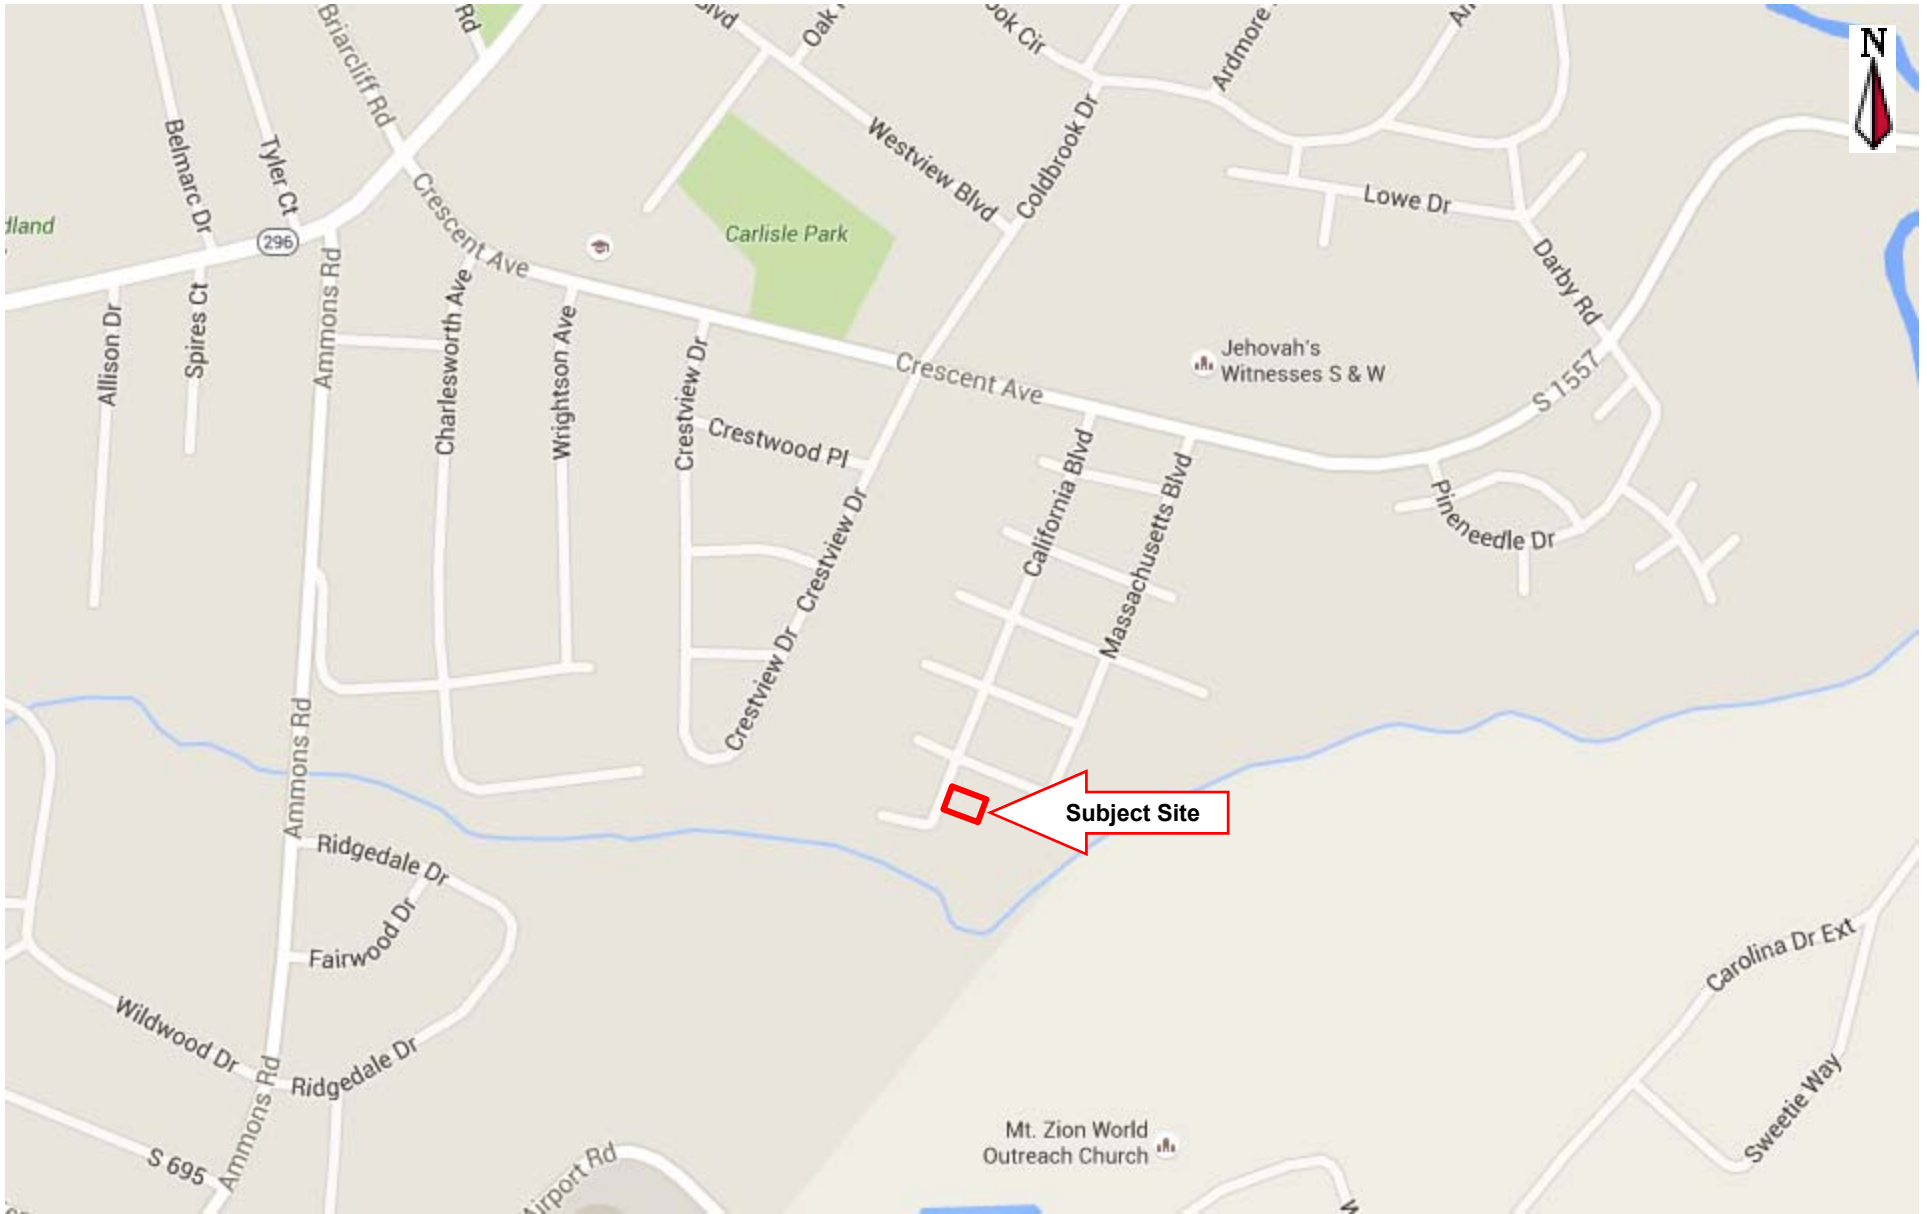 Briarcliff Rd
Rd
Blvd
Ardmore
N
Belmarc Dr
Tyler Ct
Westview Blvd
Coldbrook Dr
Crescent Ave
Carlisle Park
Lowe Dr
296
Darby Rd
Ammons Rd
Allison Dr
Spires Ct
Charlesworth Ave
Wrightson Ave
Crestview Dr
Crescent Ave
Jehovah's
Witnesses S & W
S 1557
Crestwood Pl
California Blvd
Massachusetts Blvd
Crestview Dr
Pineneedle Dr
Crestview Dr
Ammons Rd
Subject Site
Ridgedale Dr
Fairwood Dr
Carolina Dr Ext
Wildwood Dr
Ridgedale Dr
Ammons Rd
Sweetie Way
Mt. Zion World
Outreach Church
S 695
Airport Rd